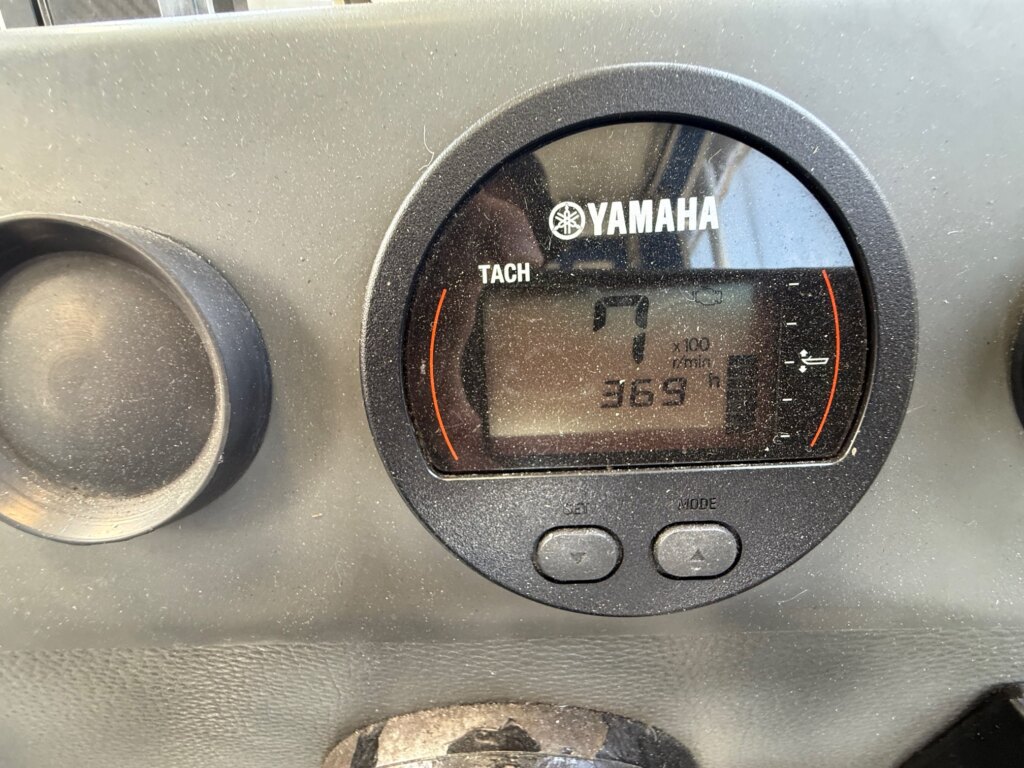 YAMAHA
TACH
7
x100
r/min
369 h
SET MODE